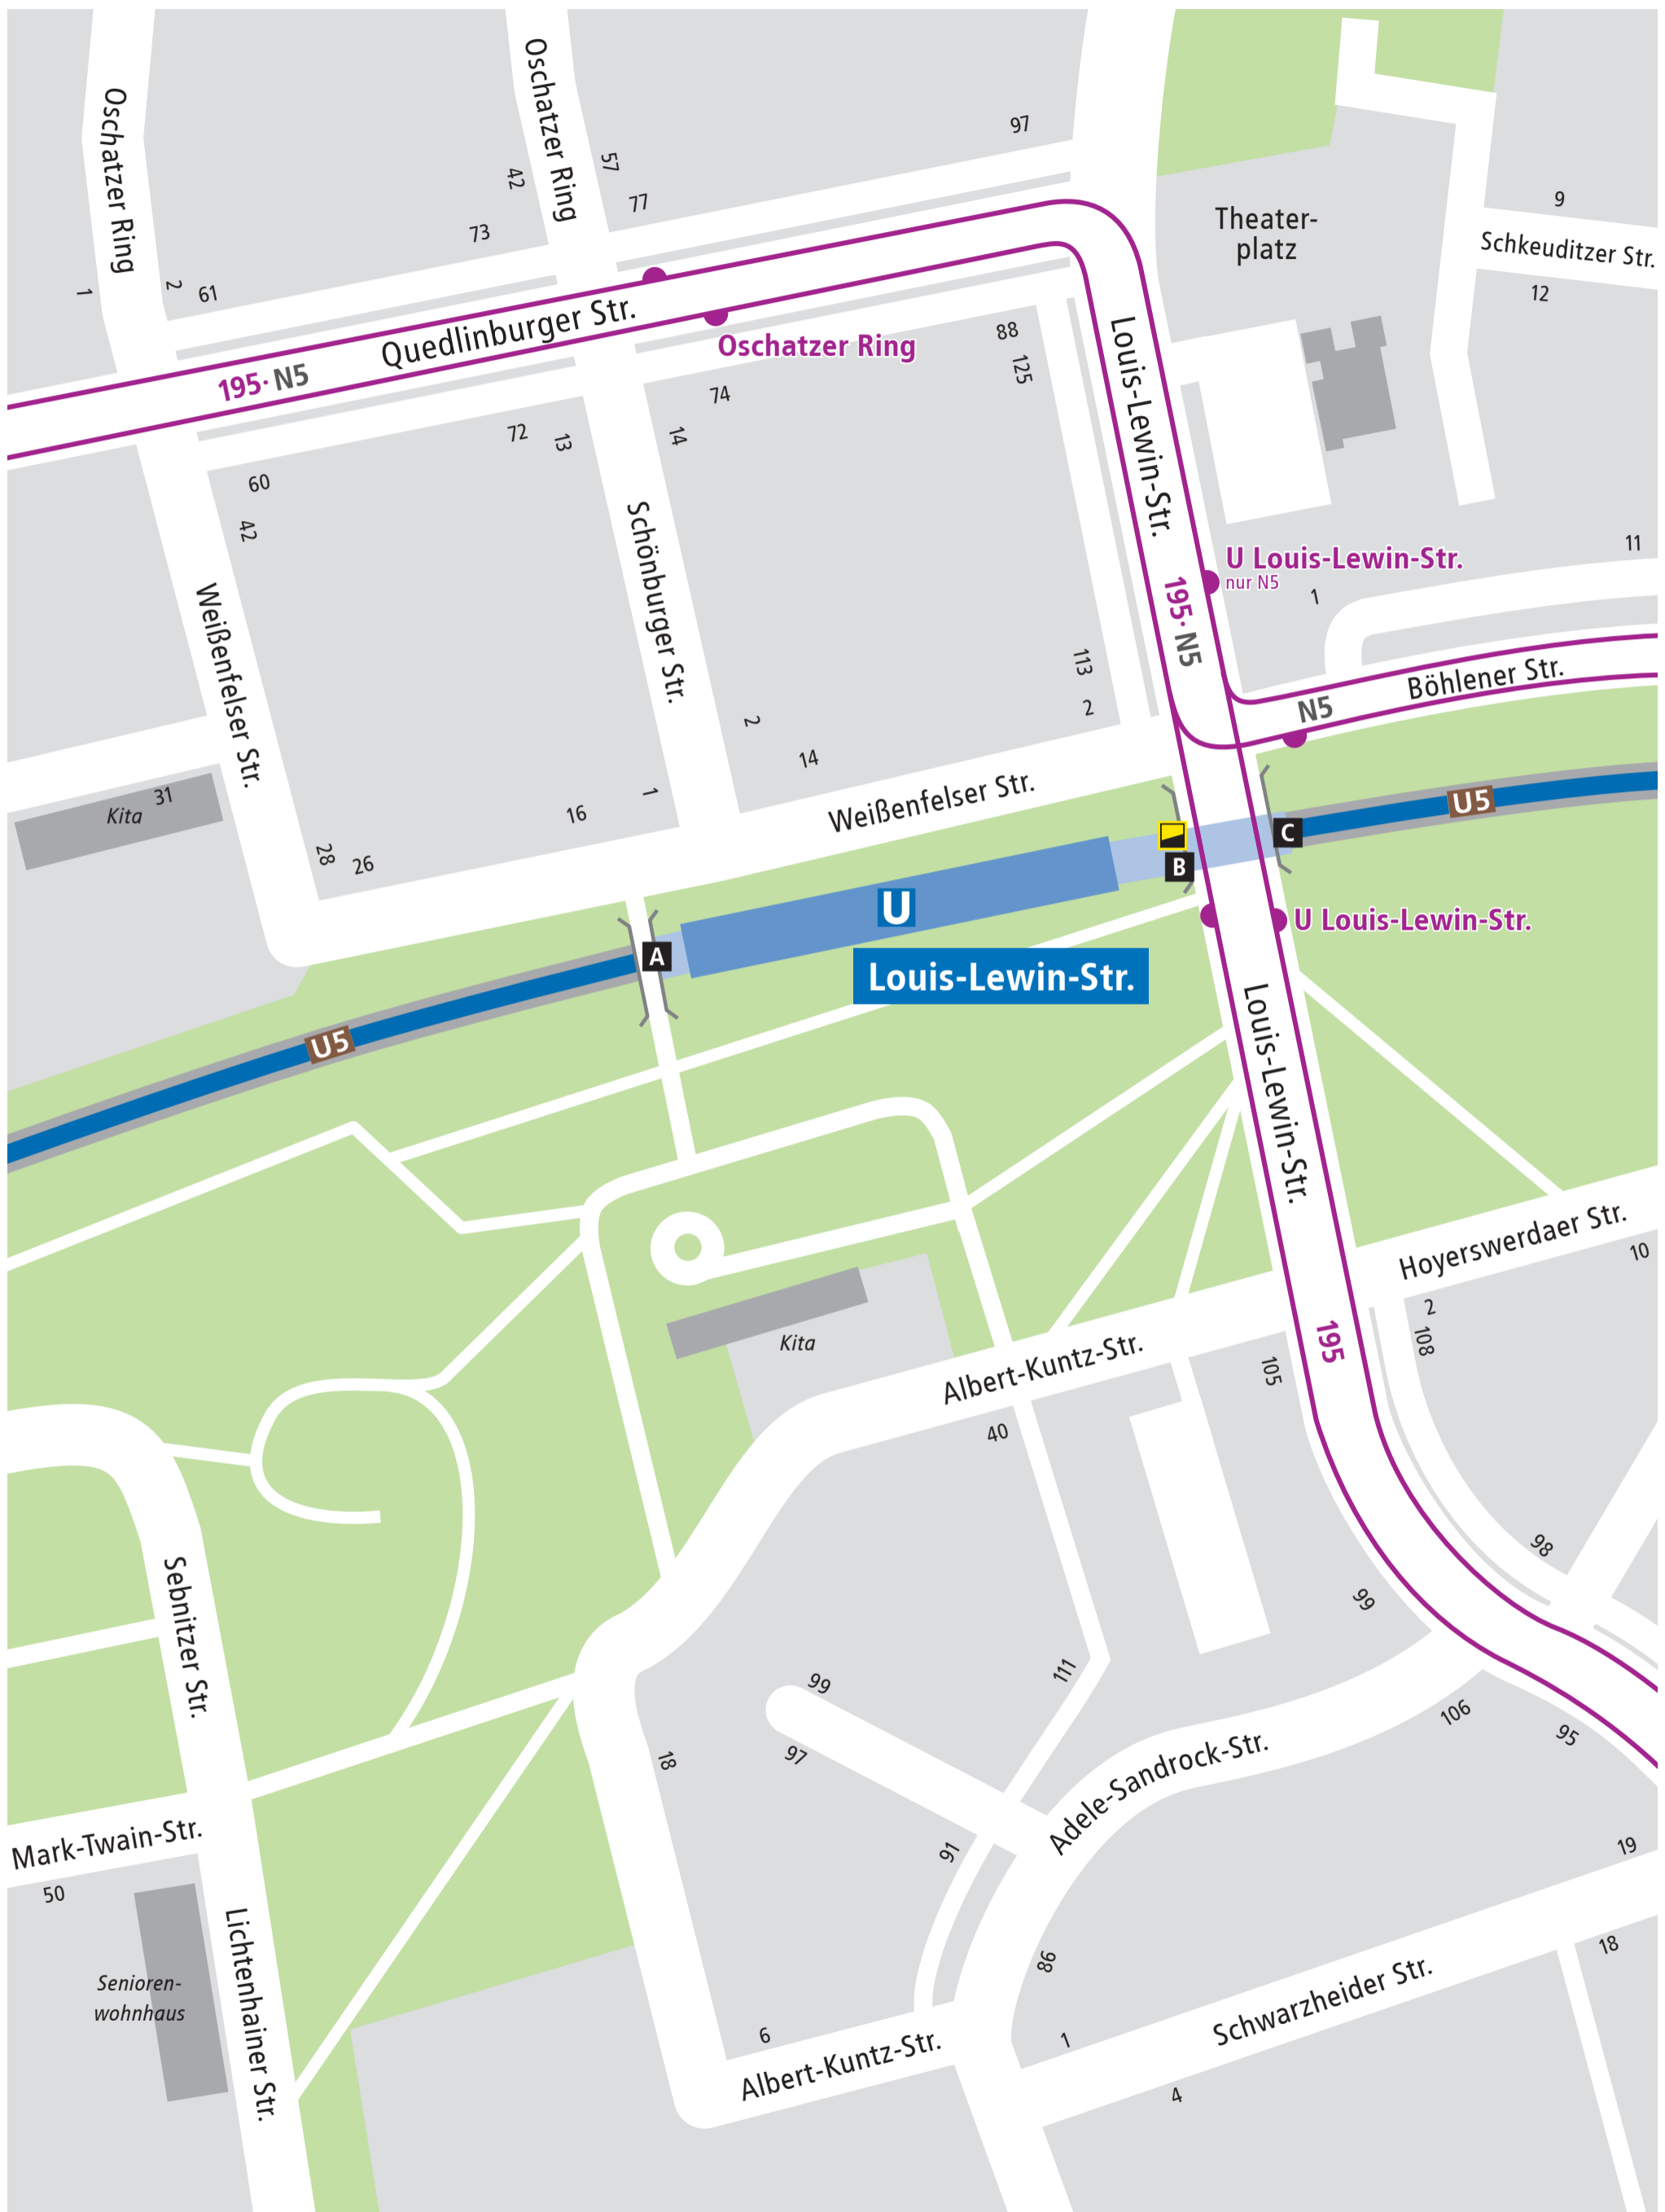 Oschatzer Ring
Oschatzer Ring
97
57
42
77
73
1
2
61
Theater-
platz
9
Schkeuditzer Str.
12
Quedlinburger Str.
195· N5
Oschatzer Ring
88
125
74
14
72
13
60
42
Louis-Lewin-Str.
Schönburger Str.
Weißenfelser Str.
11
U Louis-Lewin-Str.
nur N5
1
195· N5
113
2
2
14
Böhlener Str.
N5
31
Kita
1
16
28
26
Weißenfelser Str.
U5
B
C
U
A
U Louis-Lewin-Str.
Louis-Lewin-Str.
U5
Louis-Lewin-Str.
Hoyerswerdaer Str.
10
2
108
195
105
Kita
Albert-Kuntz-Str.
40
98
99
Sebnitzer Str.
111
99
97
106
95
18
Adele-Sandrock-Str.
91
Mark-Twain-Str.
50
19
18
Lichtenhainer Str.
Senioren-
wohnhaus
86
Schwarzheider Str.
1
6
Albert-Kuntz-Str.
4